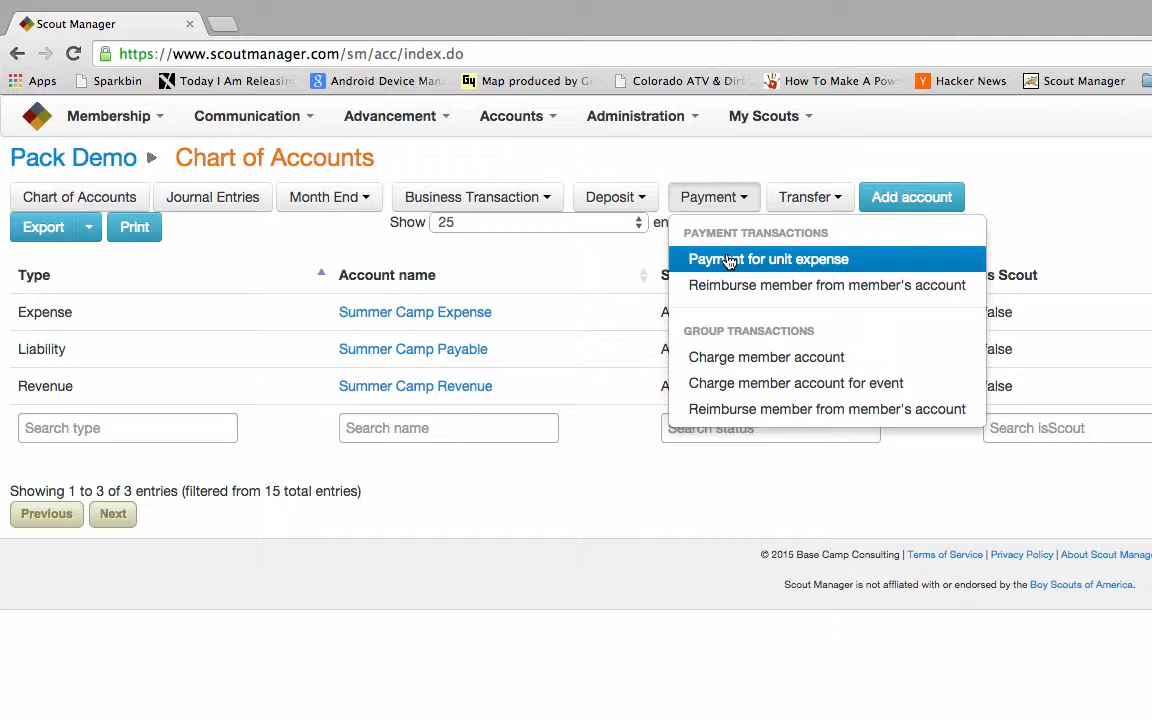 Scout Manager
https://www.scoutmanager.com/sm/acc/index.do
Apps Sparkbin Today I Am Releasin Android Device Man Map produced by G Colorado ATV & Dirt How To Make A Pow Hacker News Scout Manager
Membership Communication Advancement Accounts Administration My Scouts
Pack Demo Chart of Accounts
Chart of Accounts Journal Entries Month End Business Transaction Deposit Payment Transfer Add account
Export Print Show 25 en
PAYMENT TRANSACTIONS
Payment for unit expense
Reimburse member from member's account
GROUP TRANSACTIONS
Charge member account
Charge member account for event
Reimburse member from member's account
Type Account name S s Scout
Expense Summer Camp Expense A false
Liability Summer Camp Payable A false
Revenue Summer Camp Revenue A false
Search type Search name Search status Search isScout
Showing 1 to 3 of 3 entries (filtered from 15 total entries)
Previous Next
© 2015 Base Camp Consulting | Terms of Service | Privacy Policy | About Scout Manag
Scout Manager is not affliated with or endorsed by the Boy Scouts of America.